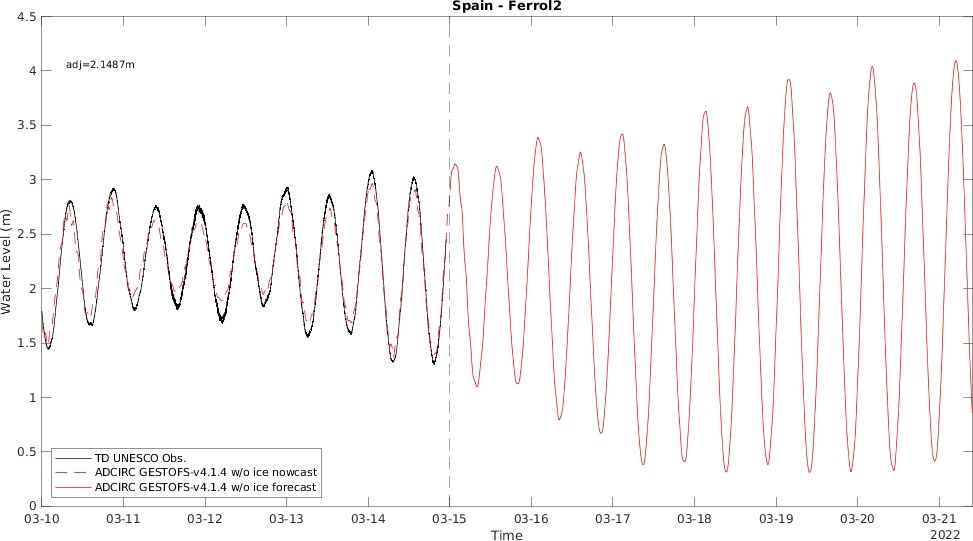 Spain - Ferrol2
4.5
4
3.5
3
2.5
2
1.5
1
0.5
0
Water Level (m)
adj=2.1487m
TD UNESCO Obs.
ADCIRC GESTOFS-v4.1.4 w/o ice nowcast
ADCIRC GESTOFS-v4.1.4 w/o ice forecast
03-10 03-11 03-12 03-13 03-14 03-15 03-16 03-17 03-18 03-19 03-20 03-21
Time
2022